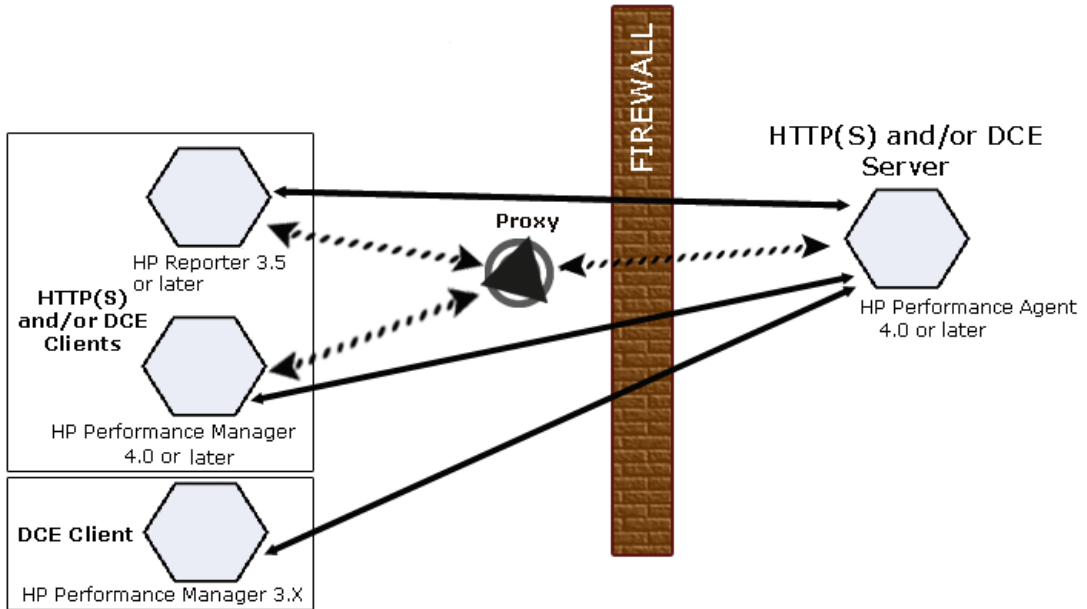 FIREWALL
HTTP(S) and/or DCE
Server
Proxy
HP Reporter 3.5
or later
HTTP(S)
and/or DCE
Clients
HP Performance Agent
4.0 or later
HP Performance Manager
4.0 or later
DCE Client
HP Performance Manager 3.X